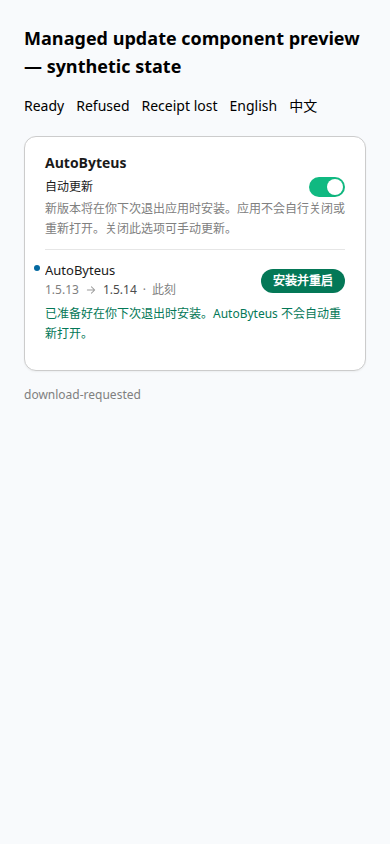 Managed update component preview
— synthetic state
Ready Refused Receipt lost English 中文
AutoByteus
自动更新
新版本将在你下次退出应用时安装。应用不会自行关闭或
重新打开。关闭此选项可手动更新。
AutoByteus
1.5.13 → 1.5.14 · 此刻
安装并重启
已准备好在你下次退出时安装。AutoByteus 不会自动重
新打开。
download-requested